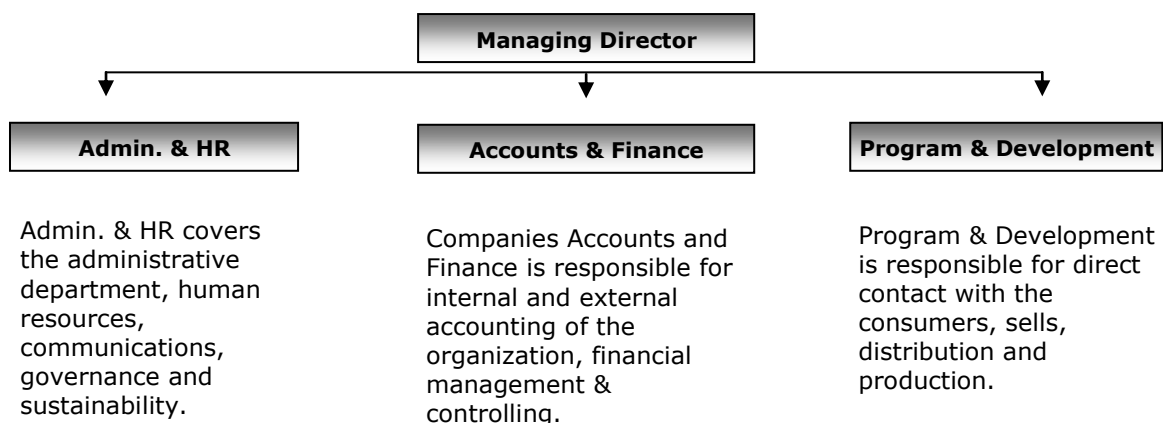 Managing Director
Admin. & HR
Accounts & Finance
Program & Development
Admin. & HR covers
the administrative
department, human
resources,
communications,
governance and
sustainability.
Companies Accounts and
Finance is responsible for
internal and external
accounting of the
organization, financial
management &
controlling.
Program & Development
is responsible for direct
contact with the
consumers, sells,
distribution and
production.